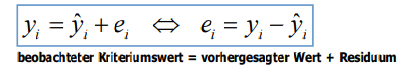 yᵢ = ŷᵢ + eᵢ ⇔ eᵢ = yᵢ − ŷᵢ
beobachteter Kriteriumswert = vorhergesagter Wert + Residuum